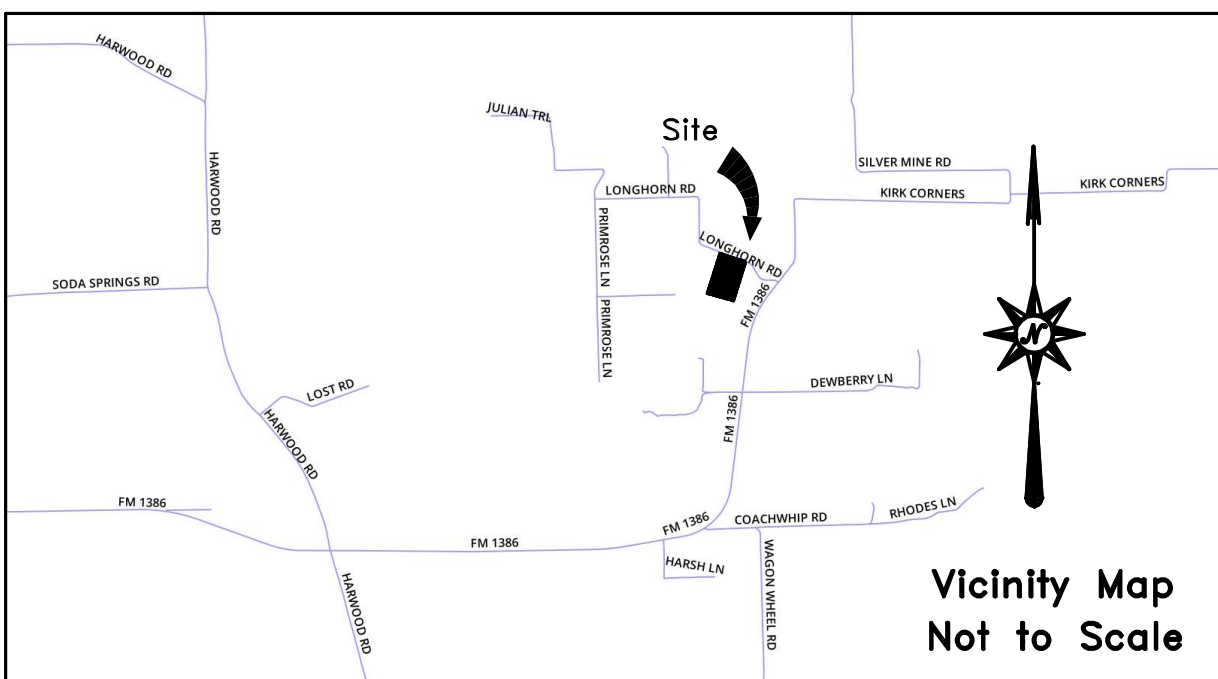 HARWOOD RD
JULIAN TRL
Site
HARWOOD RD
SILVER MINE RD
LONGHORN RD
KIRK CORNERS
KIRK CORNERS
PRIMROSE LN
LONGHORN RD
SODA SPRINGS RD
FM 1386
PRIMROSE LN
N
LOST RD
DEWBERRY LN
HARWOOD RD
FM 1386
FM 1386
FM 1386
COACHWHIP RD
RHODES LN
FM 1386
HARSH LN
WAGON WHEEL RD
HARWOOD RD
Vicinity Map
Not to Scale